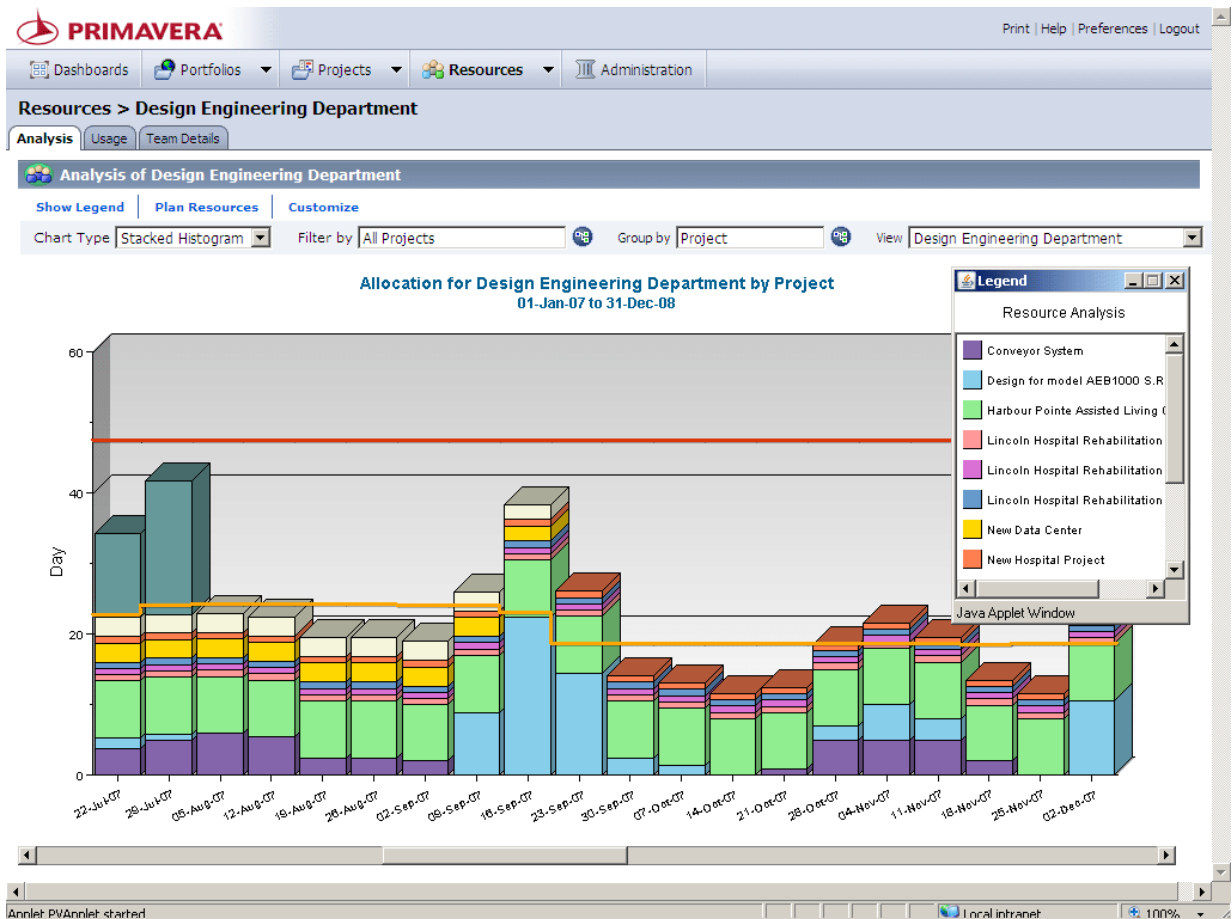 PRIMAVERA
Print | Help | Preferences | Logout
Dashboards Portfolios Projects Resources Administration
Resources > Design Engineering Department
Analysis Usage Team Details
Analysis of Design Engineering Department
Show Legend Plan Resources Customize
Chart Type Stacked Histogram Filter by All Projects Group by Project View Design Engineering Department
Allocation for Design Engineering Department by Project
01-Jan-07 to 31-Dec-08
Legend
Resource Analysis
Conveyor System
Design for model AEB1000 S.R
Harbour Pointe Assisted Living
Lincoln Hospital Rehabilitation
Lincoln Hospital Rehabilitation
Lincoln Hospital Rehabilitation
New Data Center
New Hospital Project
Java Applet Window
Day
60
40
20
0
22-Jul-07 29-Jul-07 05-Aug-07 12-Aug-07 19-Aug-07 26-Aug-07 02-Sep-07 09-Sep-07 16-Sep-07 23-Sep-07 30-Sep-07 07-Oct-07 14-Oct-07 21-Oct-07 28-Oct-07 04-Nov-07 11-Nov-07 18-Nov-07 25-Nov-07 02-Dec-07
Applet PVApplet started Local intranet 100%